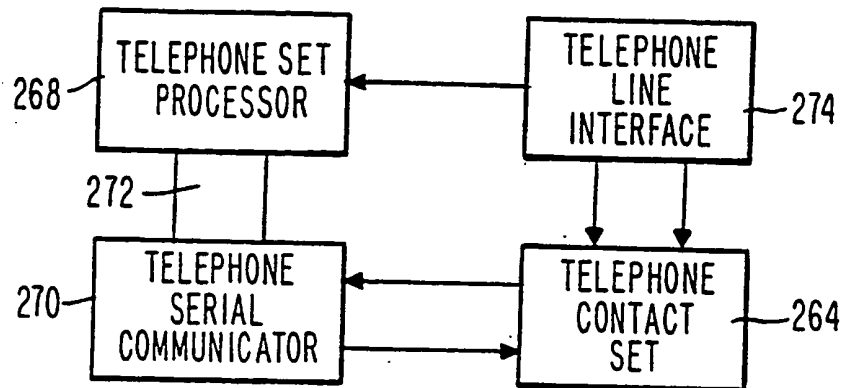 TELEPHONE SET
PROCESSOR
268
TELEPHONE
LINE
INTERFACE
274
272
TELEPHONE
SERIAL
COMMUNICATOR
270
TELEPHONE
CONTACT
SET
264